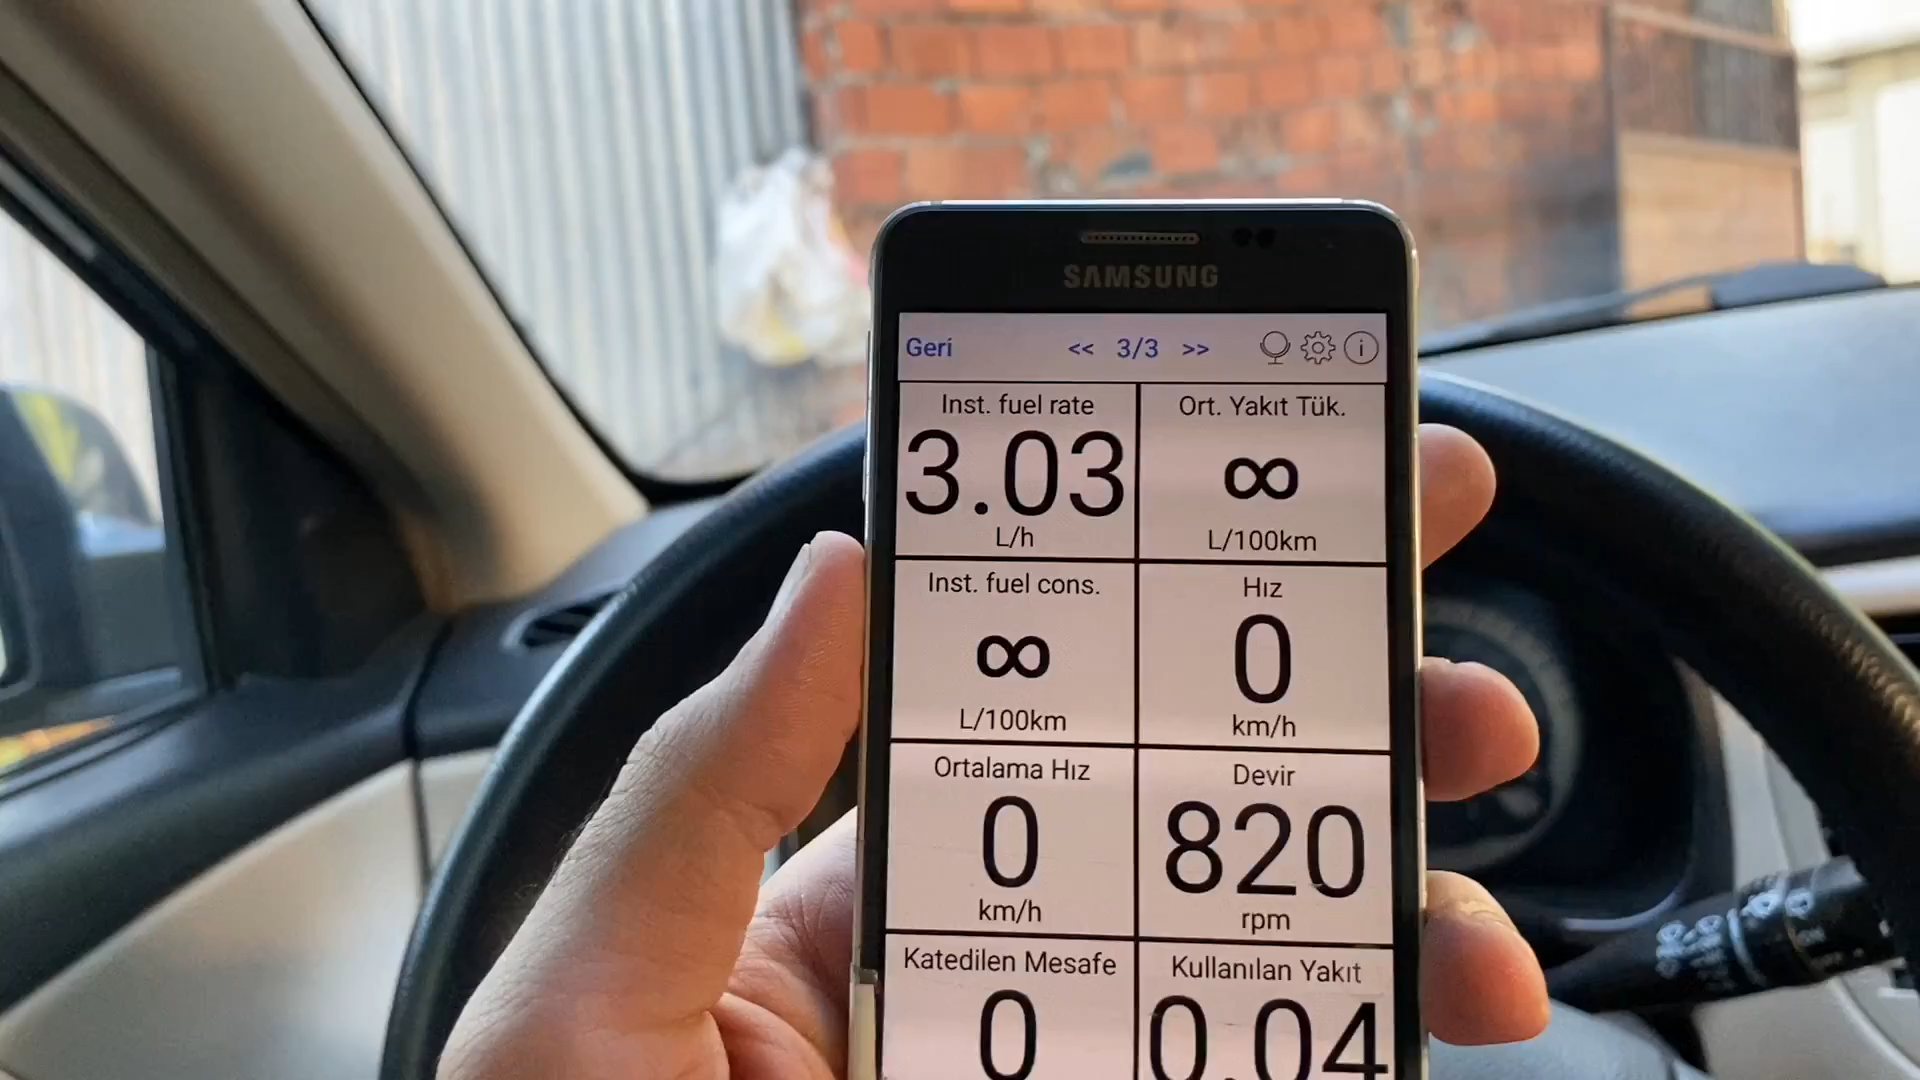 SAMSUNG
Geri << 3/3 >>
Inst. fuel rate
3.03
L/h
Ort. Yakıt Tük.
∞
L/100km
Inst. fuel cons.
∞
L/100km
Hız
0
km/h
Ortalama Hız
0
km/h
Devir
820
rpm
Katedilen Mesafe
0
Kullanılan Yakıt
0.04